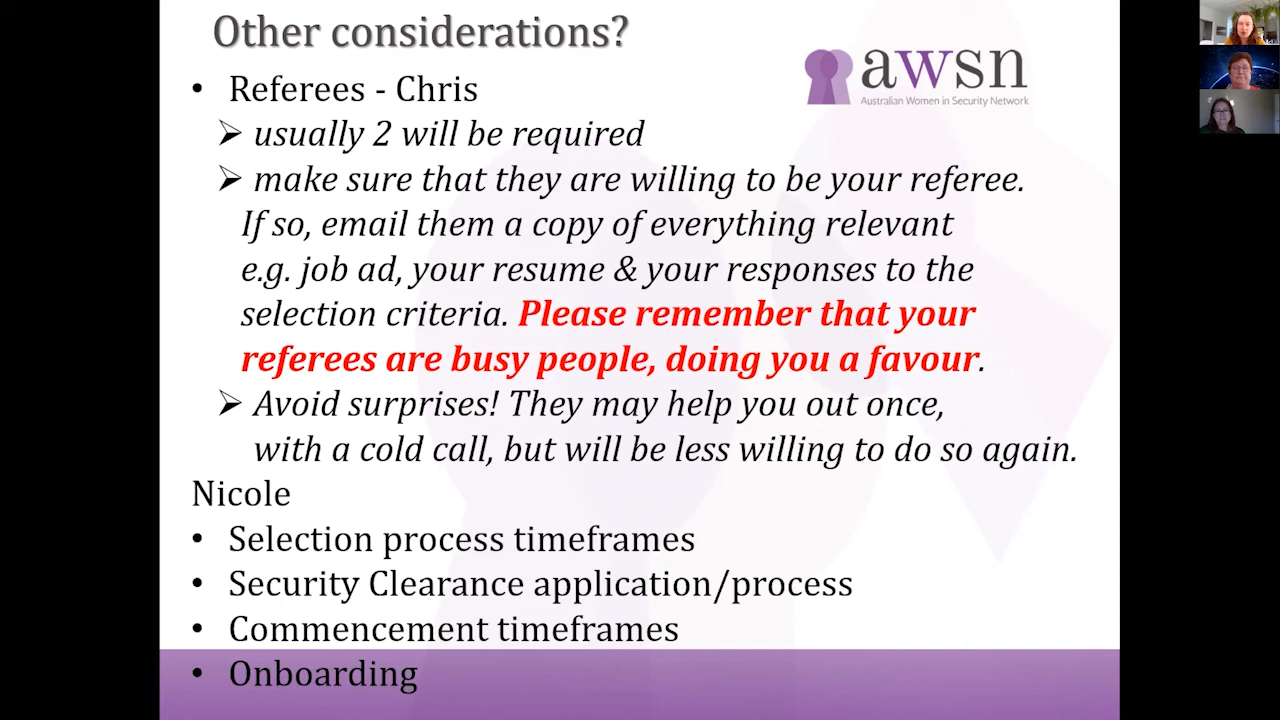 Other considerations?
awsn
Australian Women in Security Network
• Referees - Chris
➢ usually 2 will be required
➢ make sure that they are willing to be your referee.
If so, email them a copy of everything relevant
e.g. job ad, your resume & your responses to the
selection criteria. Please remember that your
referees are busy people, doing you a favour.
➢ Avoid surprises! They may help you out once,
with a cold call, but will be less willing to do so again.
Nicole
• Selection process timeframes
• Security Clearance application/process
• Commencement timeframes
• Onboarding